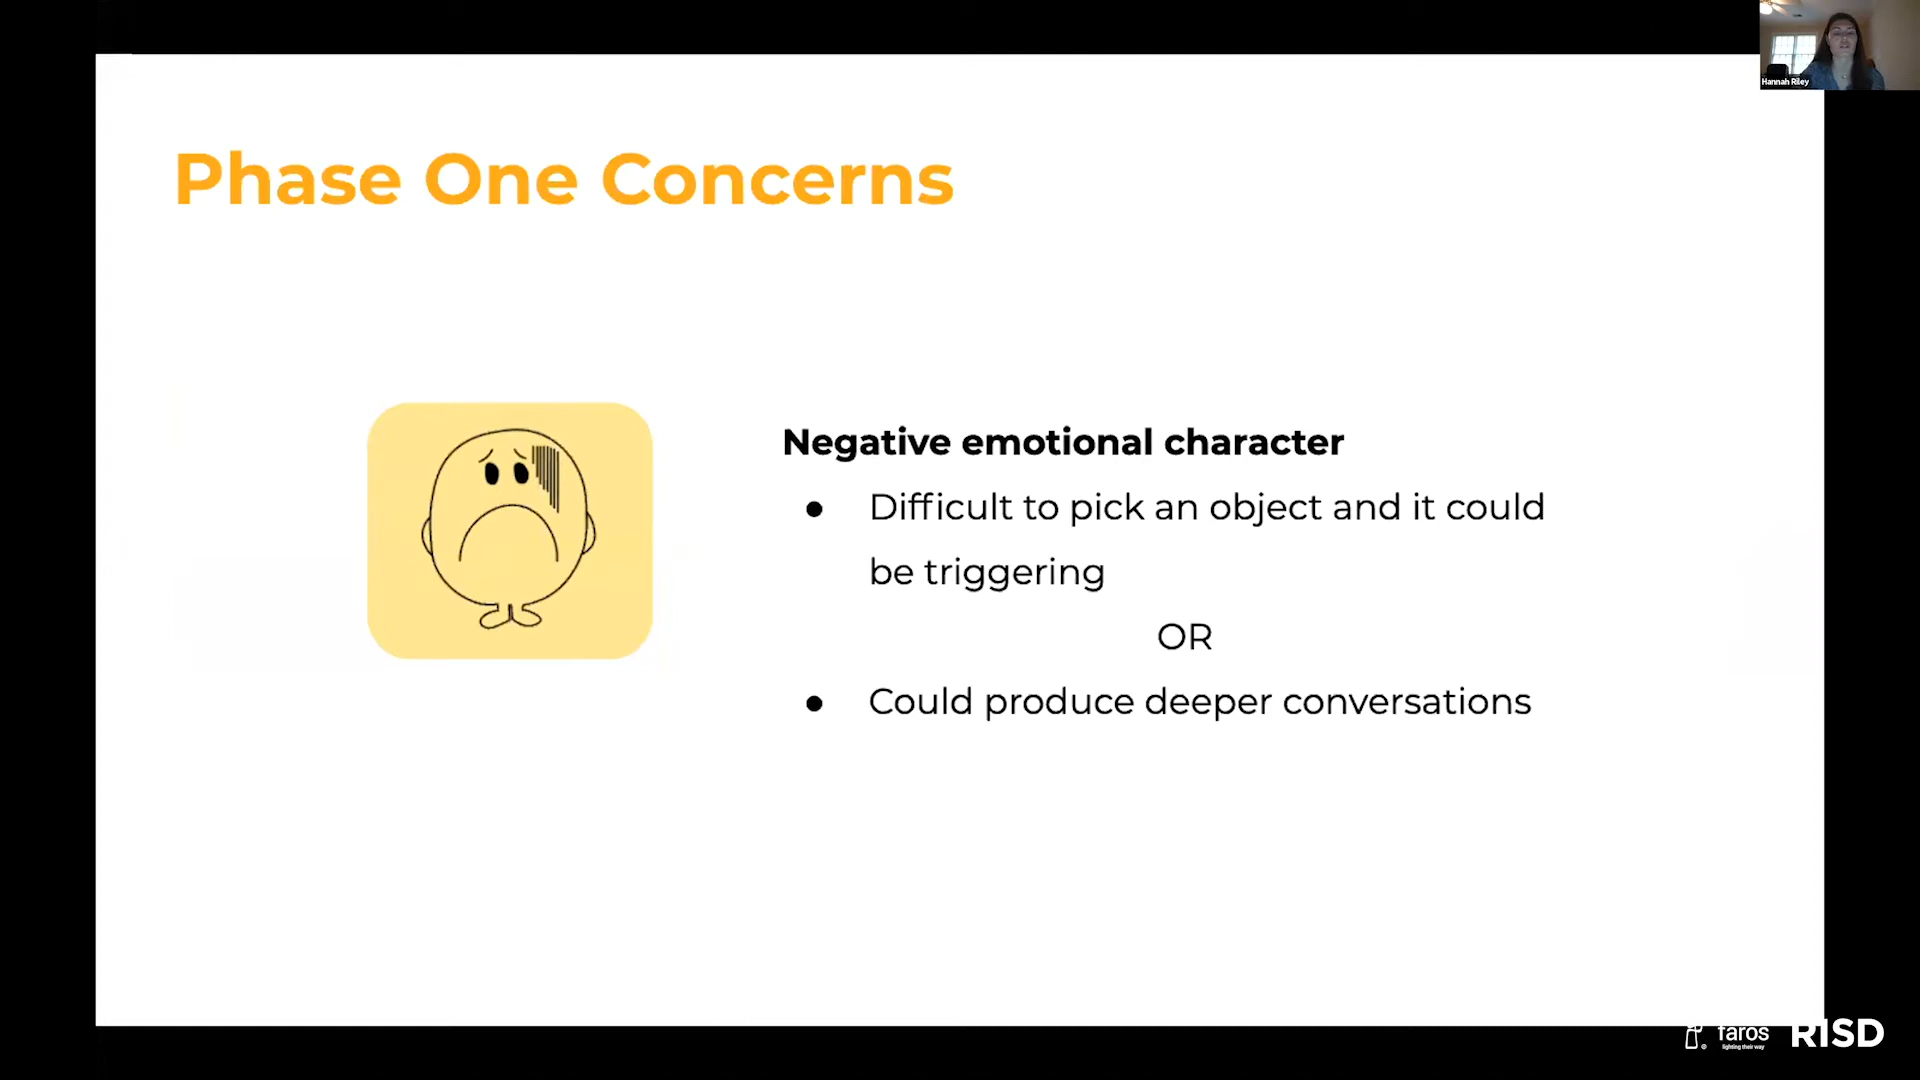 Hannah Riley
Phase One Concerns
Negative emotional character
● Difficult to pick an object and it could
be triggering
OR
● Could produce deeper conversations
faros
lighting their way
RISD